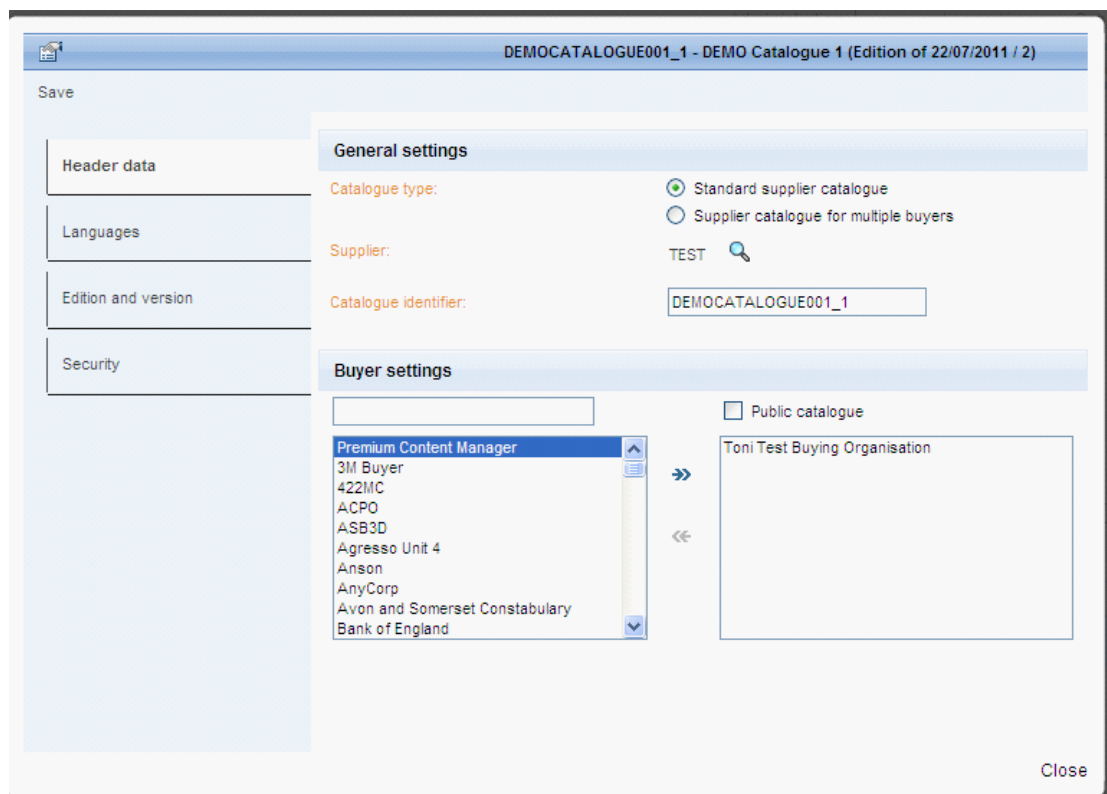 DEMOCATALOGUE001_1 - DEMO Catalogue 1 (Edition of 22/07/2011 / 2)
Save
Header data
Languages
Edition and version
Security
General settings
Catalogue type:
Standard supplier catalogue
Supplier catalogue for multiple buyers
Supplier:
TEST
Catalogue identifier:
DEMOCATALOGUE001_1
Buyer settings
Public catalogue
Premium Content Manager
3M Buyer
422MC
ACPO
ASB3D
Agresso Unit 4
Anson
AnyCorp
Avon and Somerset Constabulary
Bank of England
Toni Test Buying Organisation
Close